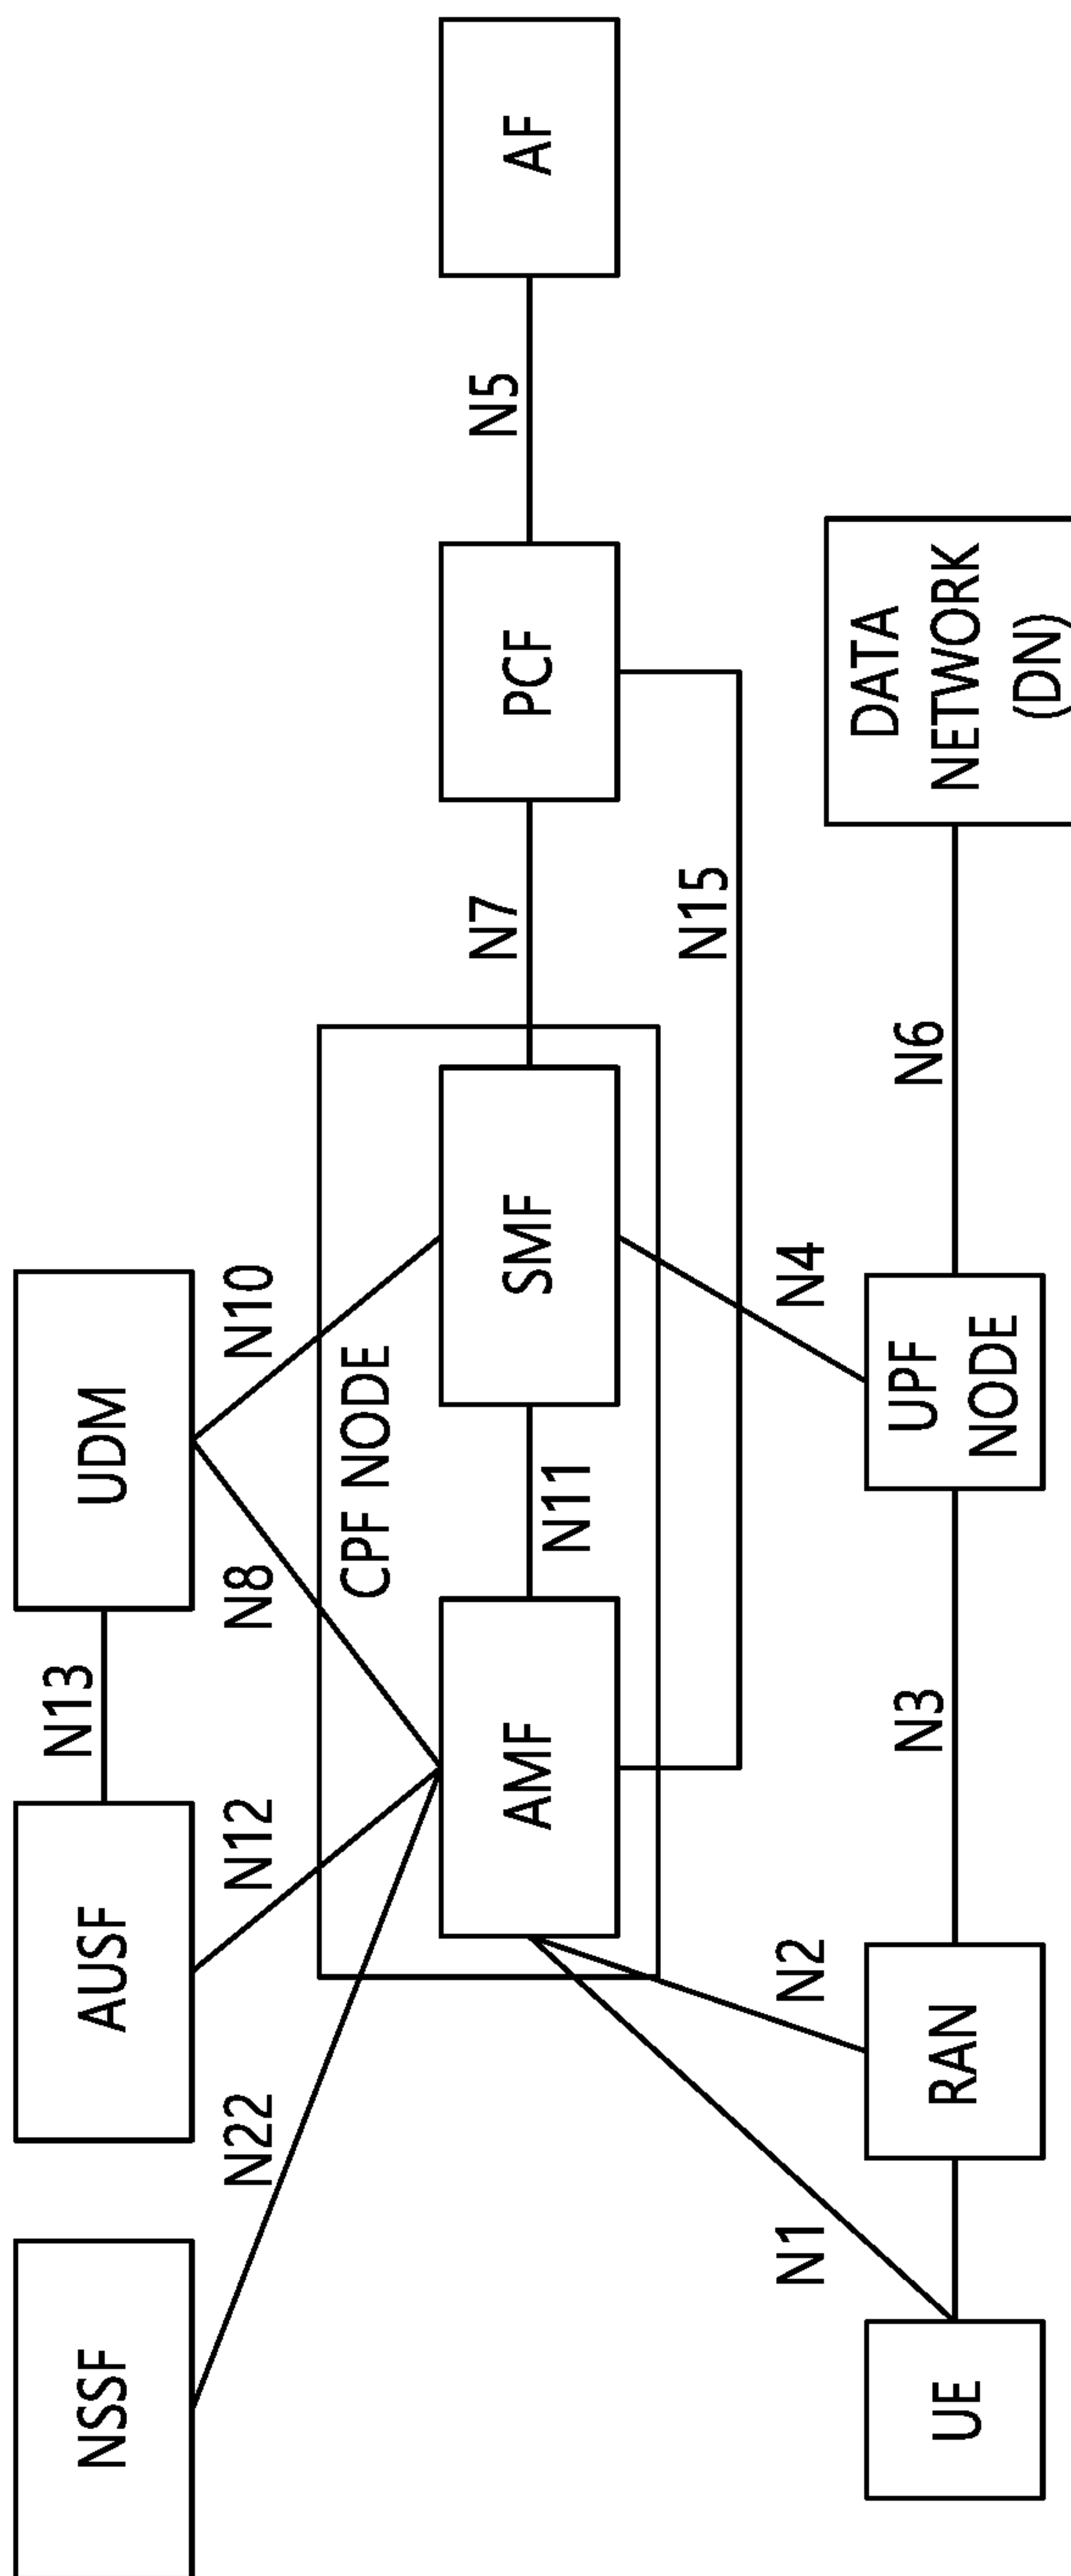 NSSF
AUSF
N13
UDM
N22
N12
N8
N10
CPF NODE
AMF
N11
SMF
N7
PCF
N5
AF
N15
N1
N2
N4
UE
RAN
N3
UPF
NODE
N6
DATA
NETWORK
(DN)